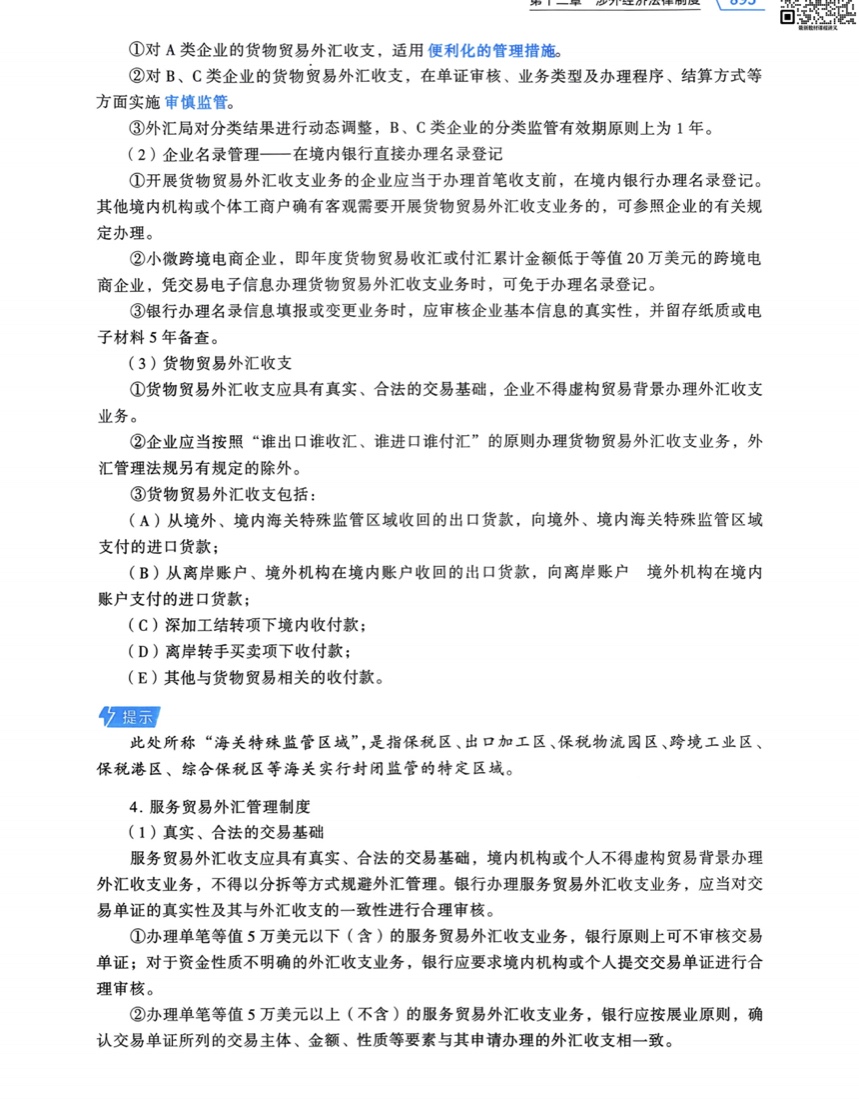 第十二章 涉外经济法律制度 895
①对 A 类企业的货物贸易外汇收支，适用便利化的管理措施。
②对 B、C 类企业的货物贸易外汇收支，在单证审核、业务类型及办理程序、结算方式等
方面实施审慎监管。
③外汇局对分类结果进行动态调整，B、C 类企业的分类监管有效期原则上为 1 年。
（2）企业名录管理——在境内银行直接办理名录登记
①开展货物贸易外汇收支业务的企业应当于办理首笔收支前，在境内银行办理名录登记。
其他境内机构或个体工商户确有客观需要开展货物贸易外汇收支业务的，可参照企业的有关规
定办理。
②小微跨境电商企业，即年度货物贸易收汇或付汇累计金额低于等值 20 万美元的跨境电
商企业，凭交易电子信息办理货物贸易外汇收支业务时，可免于办理名录登记。
③银行办理名录信息填报或变更业务时，应审核企业基本信息的真实性，并留存纸质或电
子材料 5 年备查。
（3）货物贸易外汇收支
①货物贸易外汇收支应具有真实、合法的交易基础，企业不得虚构贸易背景办理外汇收支
业务。
②企业应当按照“谁出口谁收汇、谁进口谁付汇”的原则办理货物贸易外汇收支业务，外
汇管理法规另有规定的除外。
③货物贸易外汇收支包括：
（A）从境外、境内海关特殊监管区域收回的出口货款，向境外、境内海关特殊监管区域
支付的进口货款；
（B）从离岸账户、境外机构在境内账户收回的出口货款，向离岸账户 境外机构在境内
账户支付的进口货款；
（C）深加工结转项下境内收付款；
（D）离岸转手买卖项下收付款；
（E）其他与货物贸易相关的收付款。
提示
此处所称“海关特殊监管区域”，是指保税区、出口加工区、保税物流园区、跨境工业区、
保税港区、综合保税区等海关实行封闭监管的特定区域。
4. 服务贸易外汇管理制度
（1）真实、合法的交易基础
服务贸易外汇收支应具有真实、合法的交易基础，境内机构或个人不得虚构贸易背景办理
外汇收支业务，不得以分拆等方式规避外汇管理。银行办理服务贸易外汇收支业务，应当对交
易单证的真实性及其与外汇收支的一致性进行合理审核。
①办理单笔等值 5 万美元以下（含）的服务贸易外汇收支业务，银行原则上可不审核交易
单证；对于资金性质不明确的外汇收支业务，银行应要求境内机构或个人提交交易单证进行合
理审核。
②办理单笔等值 5 万美元以上（不含）的服务贸易外汇收支业务，银行应按展业原则，确
认交易单证所列的交易主体、金额、性质等要素与其申请办理的外汇收支相一致。